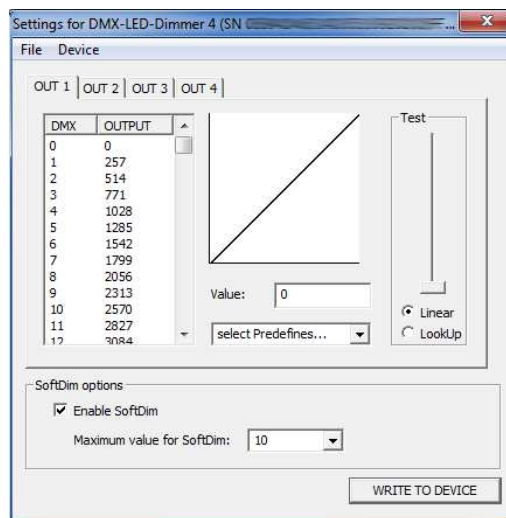 Settings for DMX-LED-Dimmer 4 (SN ...
File Device
OUT 1 OUT 2 OUT 3 OUT 4
DMX OUTPUT
0 0
1 257
2 514
3 771
4 1028
5 1285
6 1542
7 1799
8 2056
9 2313
10 2570
11 2827
12 3084
Test
Value: 0
select Predefines...
Linear
LookUp
SoftDim options
Enable SoftDim
Maximum value for SoftDim: 10
WRITE TO DEVICE